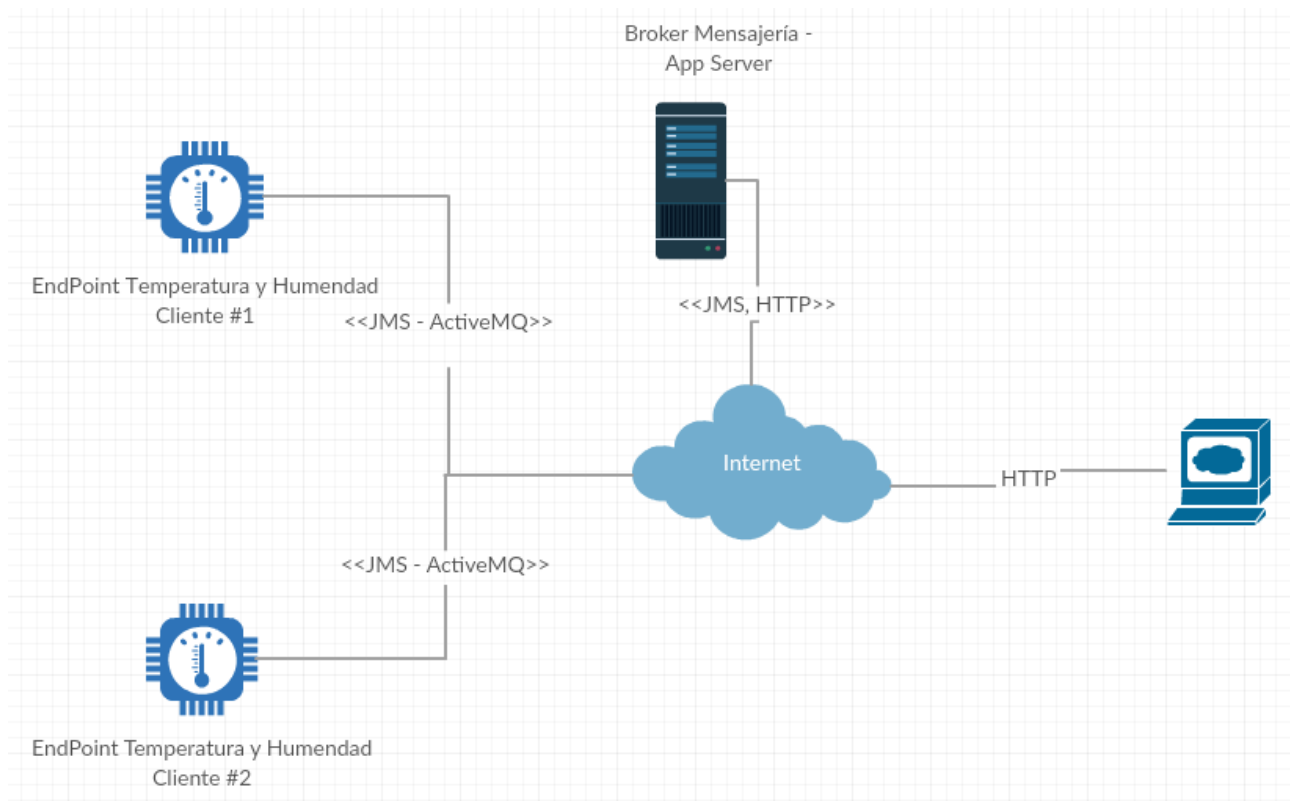 Broker Mensajería -
App Server
EndPoint Temperatura y Humendad
Cliente #1
<<JMS - ActiveMQ>>
<<JMS, HTTP>>
Internet
HTTP
<<JMS - ActiveMQ>>
EndPoint Temperatura y Humendad
Cliente #2